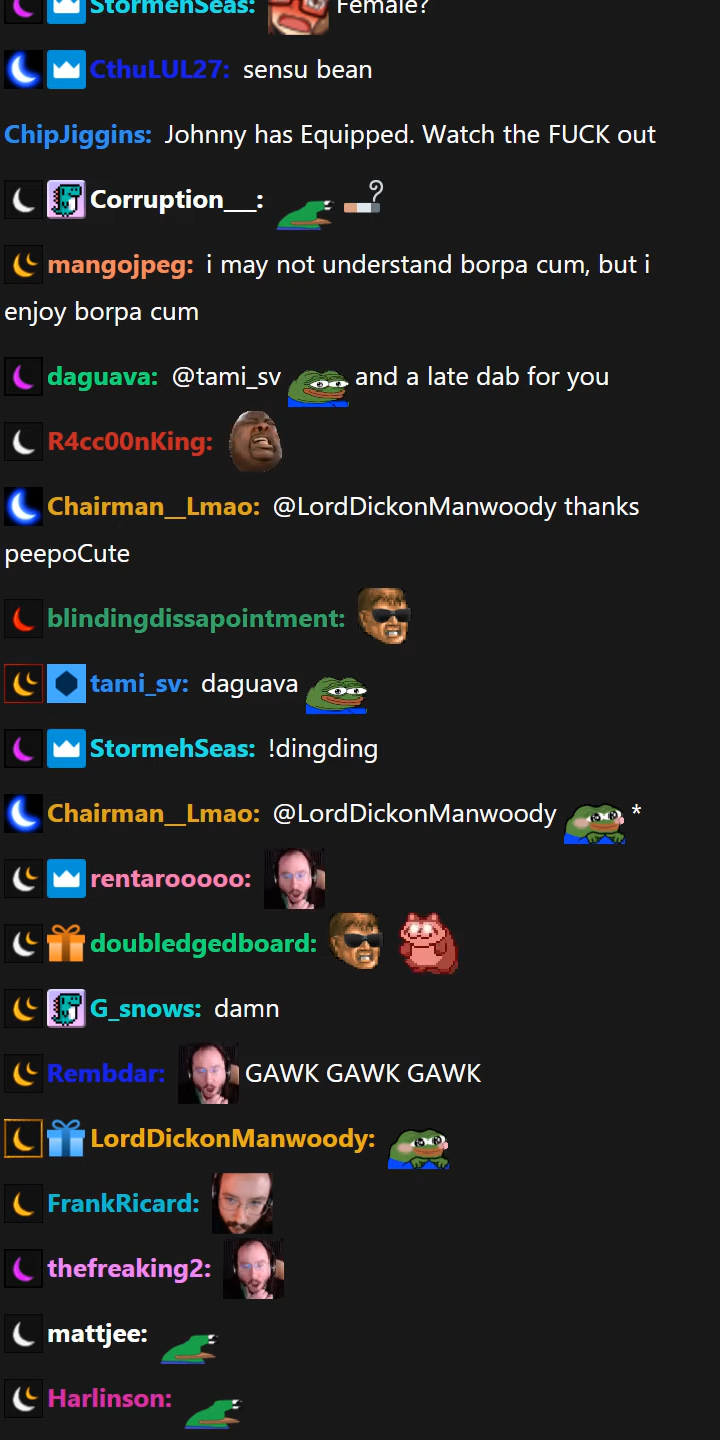 StormehSeas: Female?
CthuLUL27: sensu bean
ChipJiggins: Johnny has Equipped. Watch the FUCK out
Corruption___:
mangojpeg: i may not understand borpa cum, but i
enjoy borpa cum
daguava: @tami_sv and a late dab for you
R4cc00nKing:
Chairman__Lmao: @LordDickonManwoody thanks
peepoCute
blindingdissapointment:
tami_sv: daguava
StormehSeas: !dingding
Chairman__Lmao: @LordDickonManwoody *
rentarooooo:
doubledgedboard:
G_snows: damn
Rembdar: GAWK GAWK GAWK
LordDickonManwoody:
FrankRicard:
thefreaking2:
mattjee:
Harlinson: